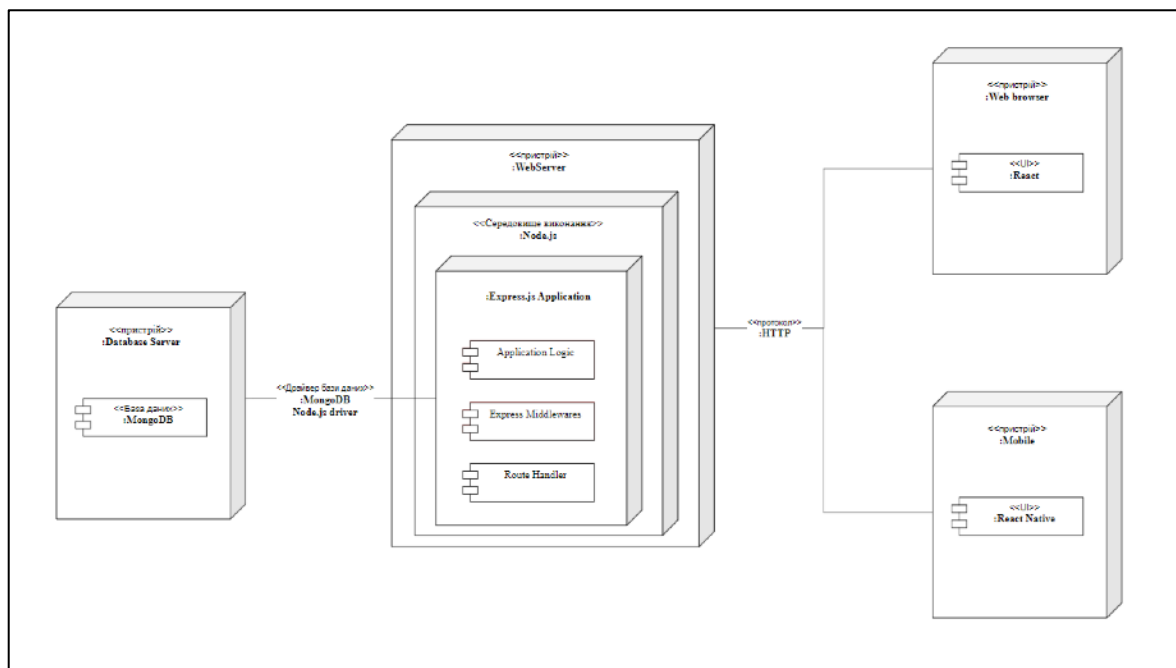 <<пристрій>>
:Database Server
<<База даних>>
:MongoDB
<<Драйвер бази даних>>
:MongoDB
Node.js driver
<<пристрій>>
:WebServer
<<Середовище виконання>>
:Node.js
:Express.js Application
Application Logic
Express Middlewares
Route Handler
<<протокол>>
:HTTP
<<пристрій>>
:Web browser
<<UI>>
:React
<<пристрій>>
:Mobile
<<UI>>
:React Native